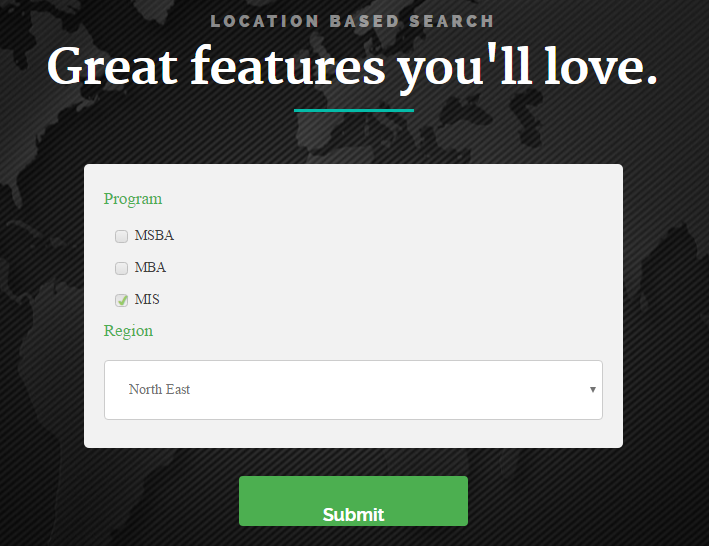 LOCATION BASED SEARCH
Great features you'll love.
Program
MSBA
MBA
MIS
Region
North East
Submit